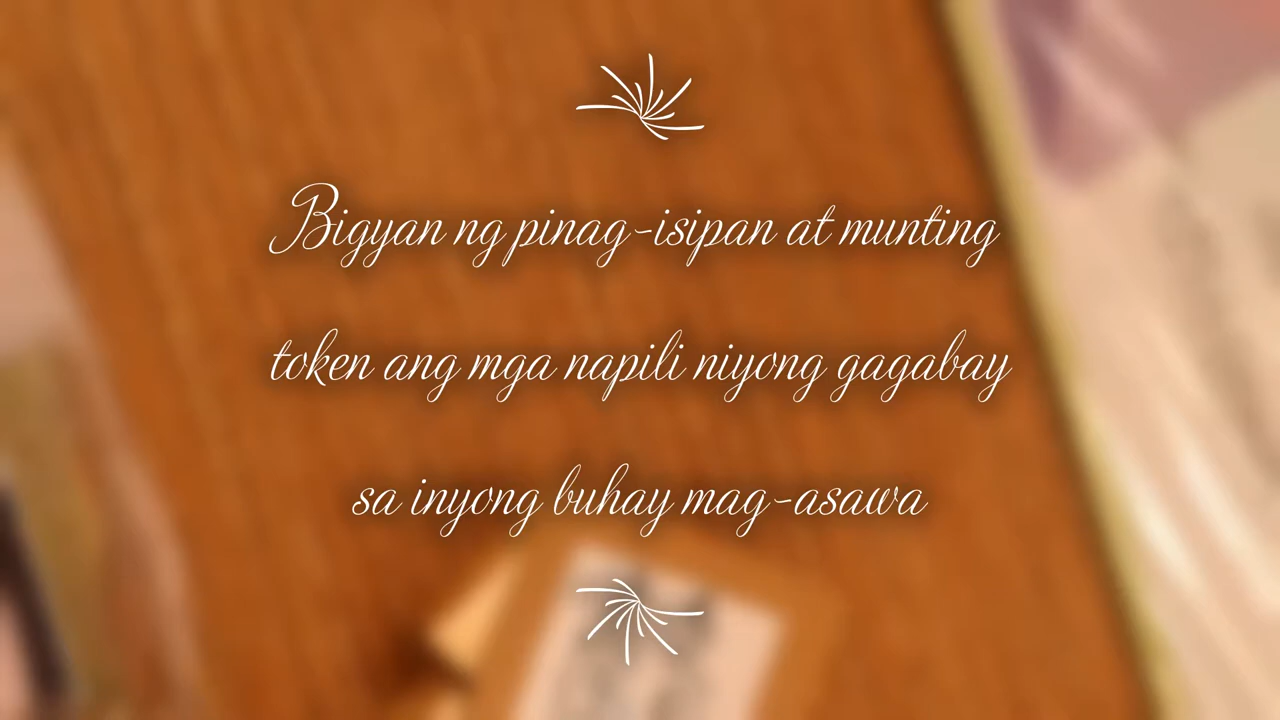 Bigyan ng pinag-isipan at munting
token ang mga napili niyong gagabay
sa inyong buhay mag-asawa